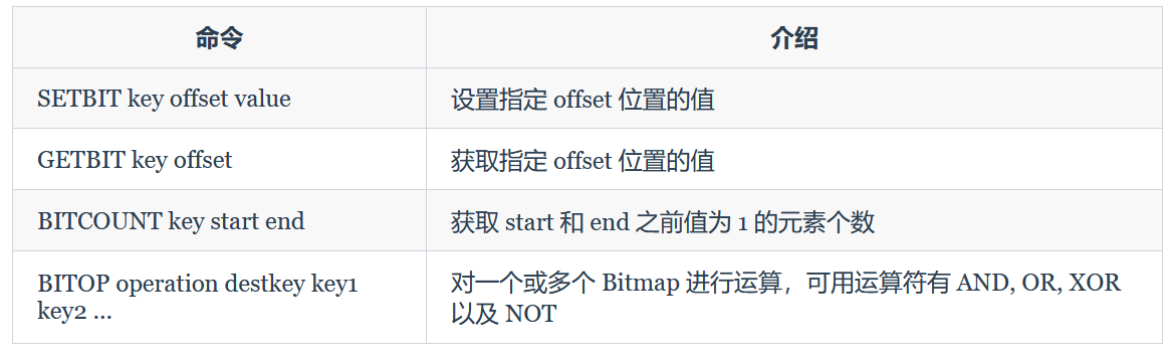 命令 介绍
SETBIT key offset value 设置指定 offset 位置的值
GETBIT key offset 获取指定 offset 位置的值
BITCOUNT key start end 获取 start 和 end 之前值为 1 的元素个数
BITOP operation destkey key1
key2 ...
对一个或多个 Bitmap 进行运算，可用运算符有 AND, OR, XOR
以及 NOT